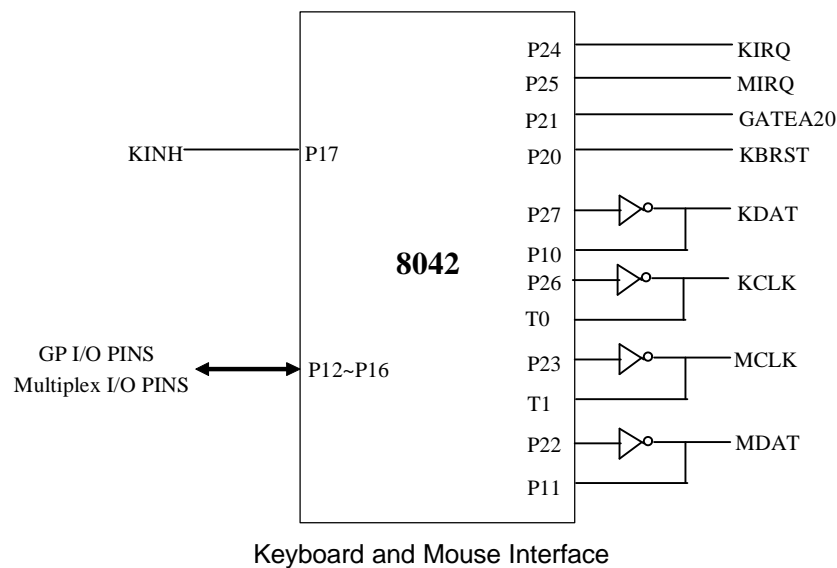 P24 KIRQ
P25 MIRQ
P21 GATEA20
KINH P17 P20 KBRST
P27 KDAT
P10
8042
P26 KCLK
T0
GP I/O PINS
Multiplex I/O PINS
P12~P16
P23 MCLK
T1
P22 MDAT
P11
Keyboard and Mouse Interface